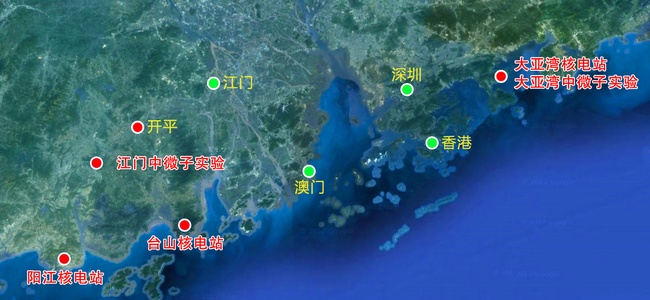 深圳
大亚湾核电站
大亚湾中微子实验
江门
开平
香港
江门中微子实验
澳门
台山核电站
阳江核电站